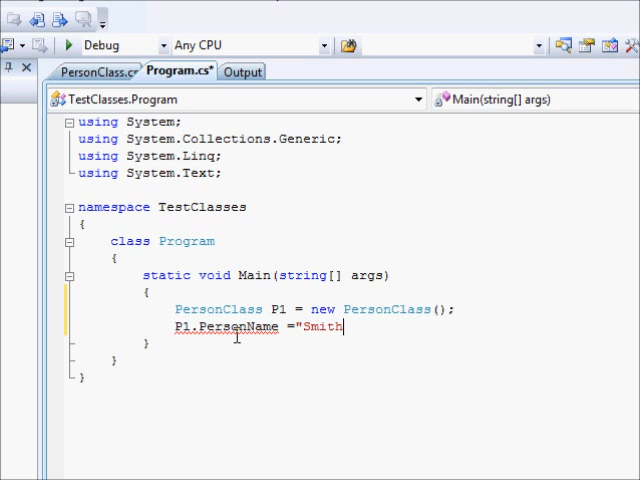 Debug Any CPU
PersonClass.cs Program.cs* Output
TestClasses.Program Main(string[] args)
using System;
using System.Collections.Generic;
using System.Linq;
using System.Text;
namespace TestClasses
{
class Program
{
static void Main(string[] args)
{
PersonClass P1 = new PersonClass();
P1.PersonName ="Smith
}
}
}